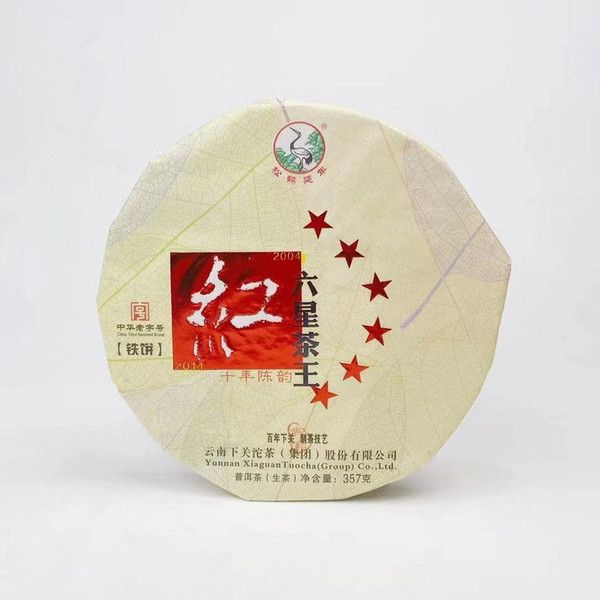 ®
松鹤延年
2004
红
六星茶王
2014
十年陈韵
中华老字号
China Time-honored Brand
【铁饼】
百年下关 制茶技艺
云南下关沱茶（集团）股份有限公司
Yunnan XiaguanTuocha(Group) Co.,Ltd.
普洱茶（生茶）净含量：357克